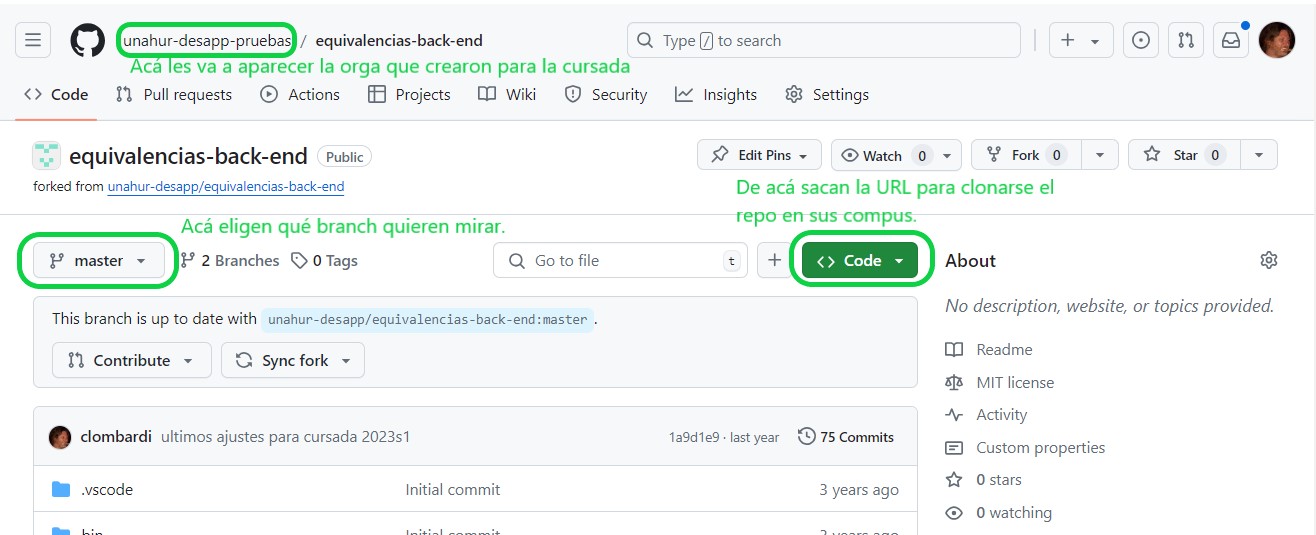 unahur-desapp-pruebas / equivalencias-back-end
Type / to search
Acá les va a aparecer la orga que crearon para la cursada
Code Pull requests Actions Projects Wiki Security Insights Settings
equivalencias-back-end Public
Edit Pins Watch 0 Fork 0 Star 0
forked from unahur-desapp/equivalencias-back-end
De acá sacan la URL para clonarse el
repo en sus compus.
Acá eligen qué branch quieren mirar.
master 2 Branches 0 Tags Go to file t Code
About
No description, website, or topics provided.
This branch is up to date with unahur-desapp/equivalencias-back-end:master .
Contribute Sync fork
Readme
MIT license
Activity
Custom properties
0 stars
0 watching
clombardi ultimos ajustes para cursada 2023s1 1a9d1e9 · last year 75 Commits
.vscode Initial commit 3 years ago
bin Initial commit 3 years ago